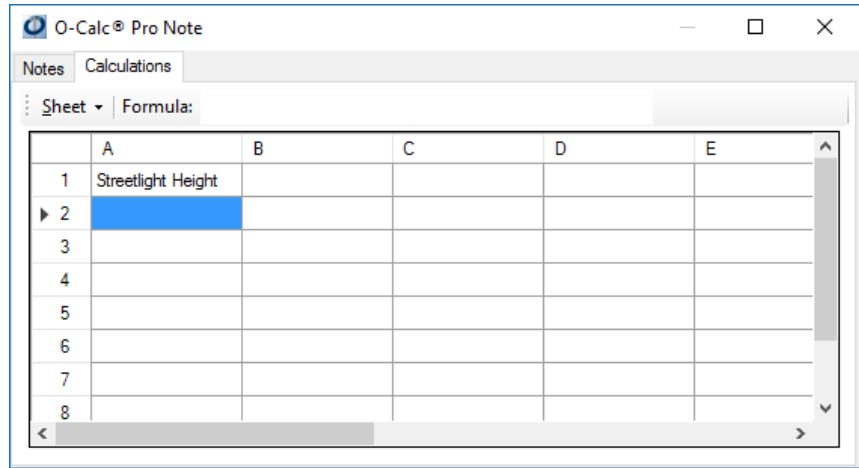 O-Calc® Pro Note
Notes Calculations
Sheet Formula:
A B C D E
1 Streetlight Height
2
3
4
5
6
7
8